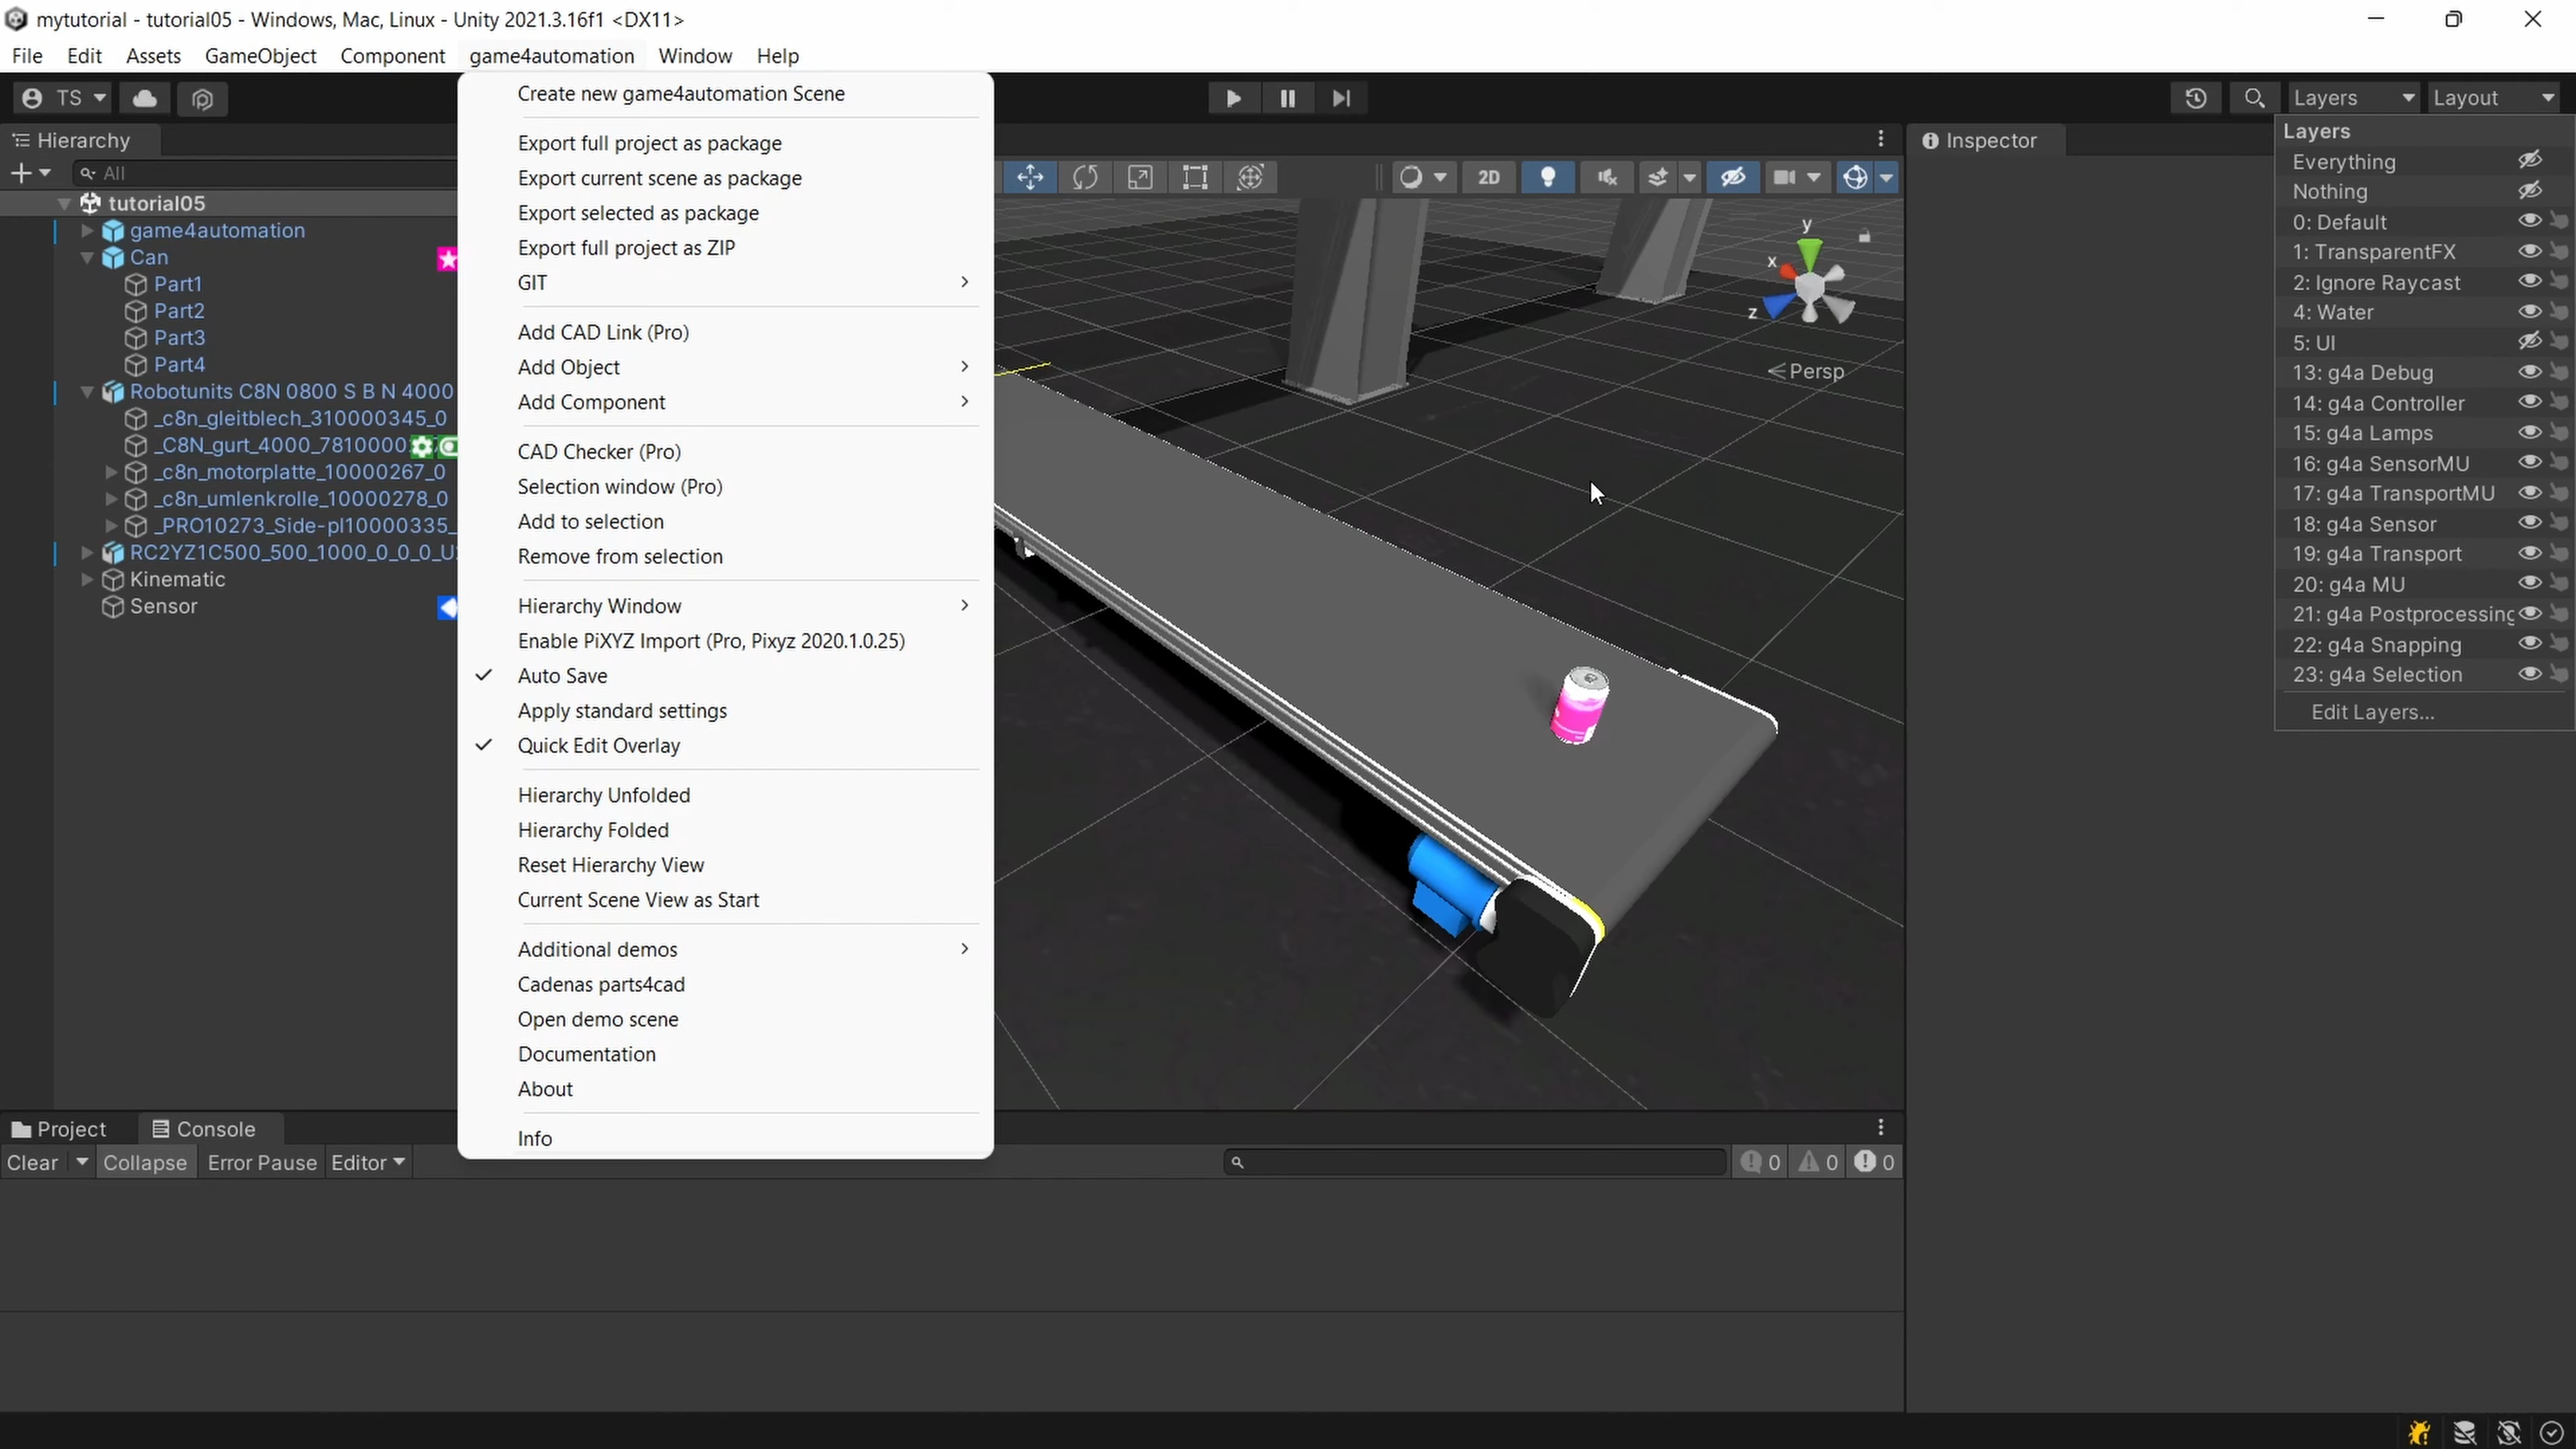 mytutorial - tutorial05 - Windows, Mac, Linux - Unity 2021.3.16f1 <DX11>
File Edit Assets GameObject Component game4automation Window Help
TS
Layers Layout
Hierarchy
All
tutorial05
game4automation
Can
Part1
Part2
Part3
Part4
Robotunits C8N 0800 S B N 4000
_c8n_gleitblech_310000345_0
_C8N_gurt_4000_7810000
_c8n_motorplatte_10000267_0
_c8n_umlenkrolle_10000278_0
_PRO10273_Side-pl10000335_
RC2YZ1C500_500_1000_0_0_0_U
Kinematic
Sensor
Create new game4automation Scene
Export full project as package
Export current scene as package
Export selected as package
Export full project as ZIP
GIT
Add CAD Link (Pro)
Add Object
Add Component
CAD Checker (Pro)
Selection window (Pro)
Add to selection
Remove from selection
Hierarchy Window
Enable PiXYZ Import (Pro, Pixyz 2020.1.0.25)
Auto Save
Apply standard settings
Quick Edit Overlay
Hierarchy Unfolded
Hierarchy Folded
Reset Hierarchy View
Current Scene View as Start
Additional demos
Cadenas parts4cad
Open demo scene
Documentation
About
Info
2D
y
x
z
Persp
Inspector
Layers
Everything
Nothing
0: Default
1: TransparentFX
2: Ignore Raycast
4: Water
5: UI
13: g4a Debug
14: g4a Controller
15: g4a Lamps
16: g4a SensorMU
17: g4a TransportMU
18: g4a Sensor
19: g4a Transport
20: g4a MU
21: g4a Postprocessing
22: g4a Snapping
23: g4a Selection
Edit Layers...
Project Console
Clear Collapse Error Pause Editor
0 0 0